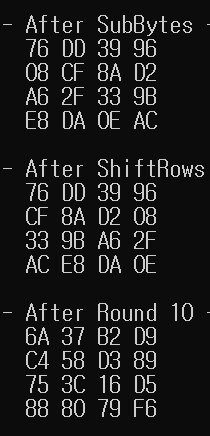 - After SubBytes -
76 DD 39 96
08 CF 8A D2
A6 2F 33 9B
E8 DA 0E AC
- After ShiftRows
76 DD 39 96
CF 8A D2 08
33 9B A6 2F
AC E8 DA 0E
- After Round 10 -
6A 37 B2 D9
C4 58 D3 89
75 3C 16 D5
88 80 79 F6